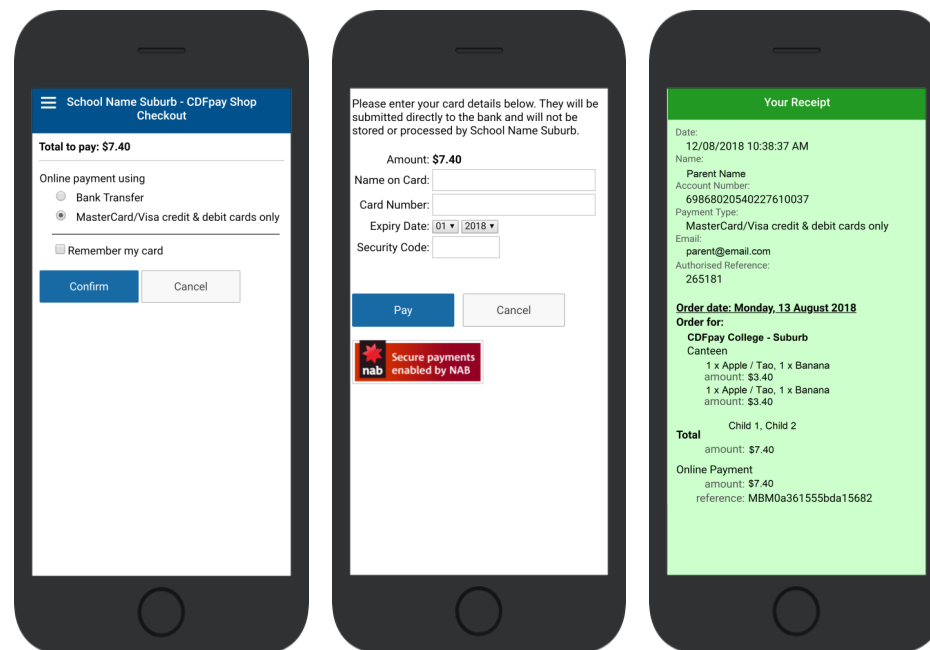 School Name Suburb - CDFpay Shop
Checkout
Total to pay: $7.40
Online payment using
Bank Transfer
MasterCard/Visa credit & debit cards only
Remember my card
Confirm Cancel
Please enter your card details below. They will be
submitted directly to the bank and will not be
stored or processed by School Name Suburb.
Amount: $7.40
Name on Card:
Card Number:
Expiry Date: 01 2018
Security Code:
Pay Cancel
nab Secure payments
enabled by NAB
Your Receipt
Date:
12/08/2018 10:38:37 AM
Name:
Parent Name
Account Number:
69868020540227610037
Payment Type:
MasterCard/Visa credit & debit cards only
Email:
parent@email.com
Authorised Reference:
265181
Order date: Monday, 13 August 2018
Order for:
CDFpay College - Suburb
Canteen
1 x Apple / Tao, 1 x Banana
amount: $3.40
1 x Apple / Tao, 1 x Banana
amount: $3.40
Child 1, Child 2
Total
amount: $7.40
Online Payment
amount: $7.40
reference: MBM0a361555bda15682